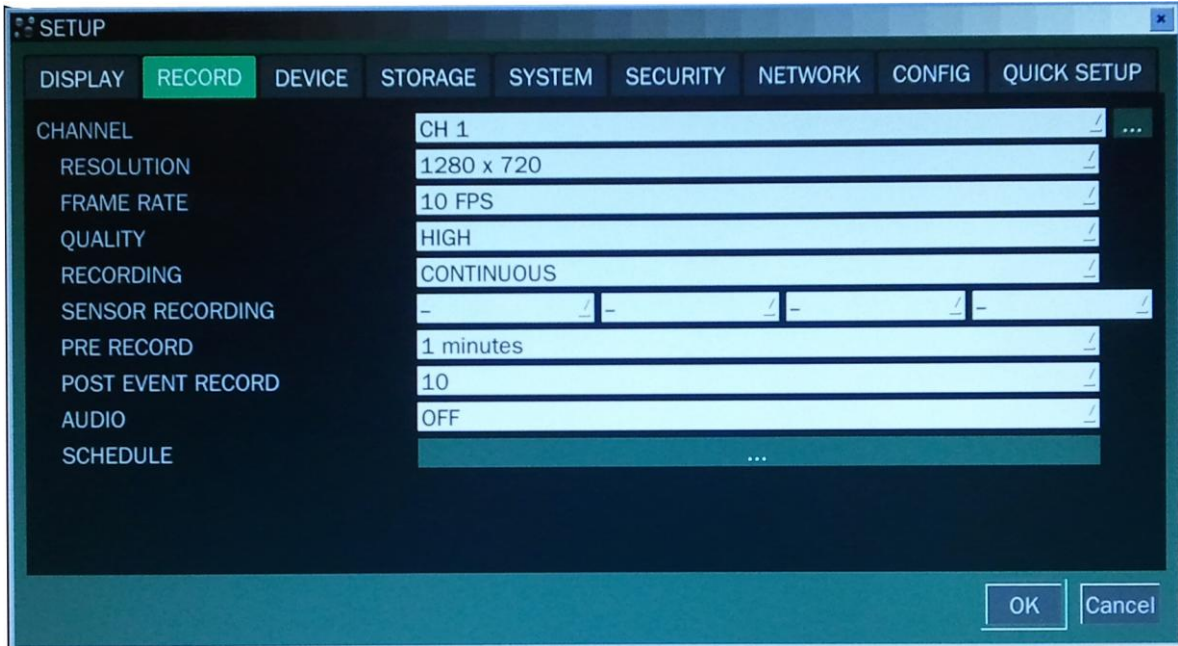 SETUP
DISPLAY RECORD DEVICE STORAGE SYSTEM SECURITY NETWORK CONFIG QUICK SETUP
CHANNEL CH 1 ...
RESOLUTION 1280 x 720
FRAME RATE 10 FPS
QUALITY HIGH
RECORDING CONTINUOUS
SENSOR RECORDING – – – –
PRE RECORD 1 minutes
POST EVENT RECORD 10
AUDIO OFF
SCHEDULE ...
OK Cancel